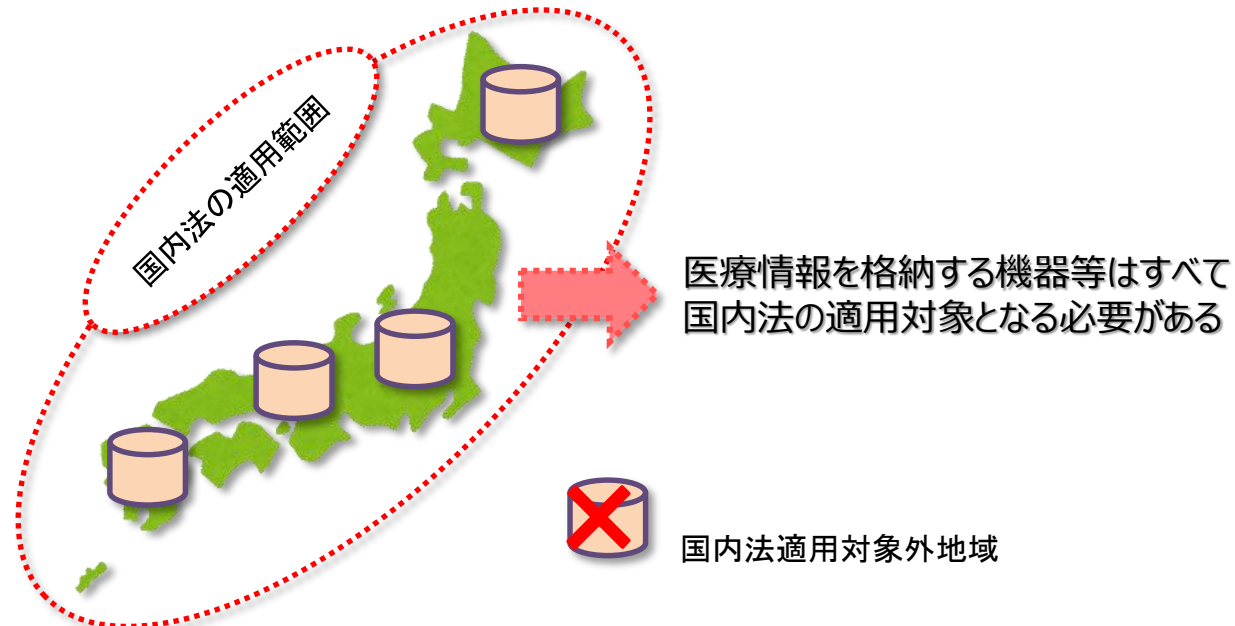 国内法の適用範囲
医療情報を格納する機器等はすべて
国内法の適用対象となる必要がある
国内法適用対象外地域